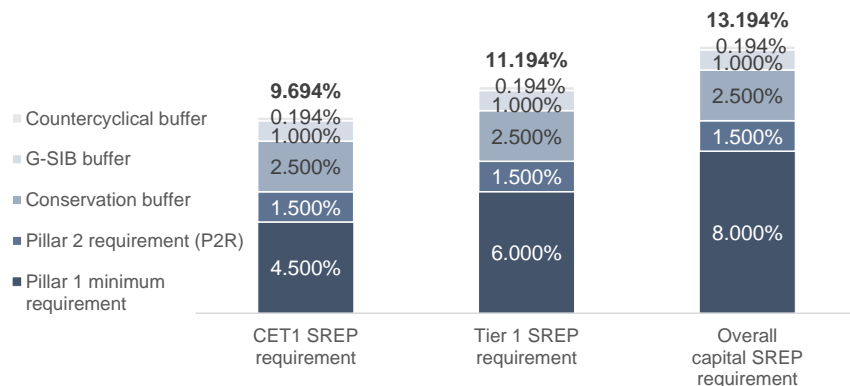 13.194%
11.194%
9.694%
Countercyclical buffer
G-SIB buffer
Conservation buffer
Pillar 2 requirement (P2R)
Pillar 1 minimum
requirement
0.194%
1.000%
2.500%
1.500%
4.500%
0.194%
1.000%
2.500%
1.500%
6.000%
0.194%
1.000%
2.500%
1.500%
8.000%
CET1 SREP
requirement
Tier 1 SREP
requirement
Overall
capital SREP
requirement